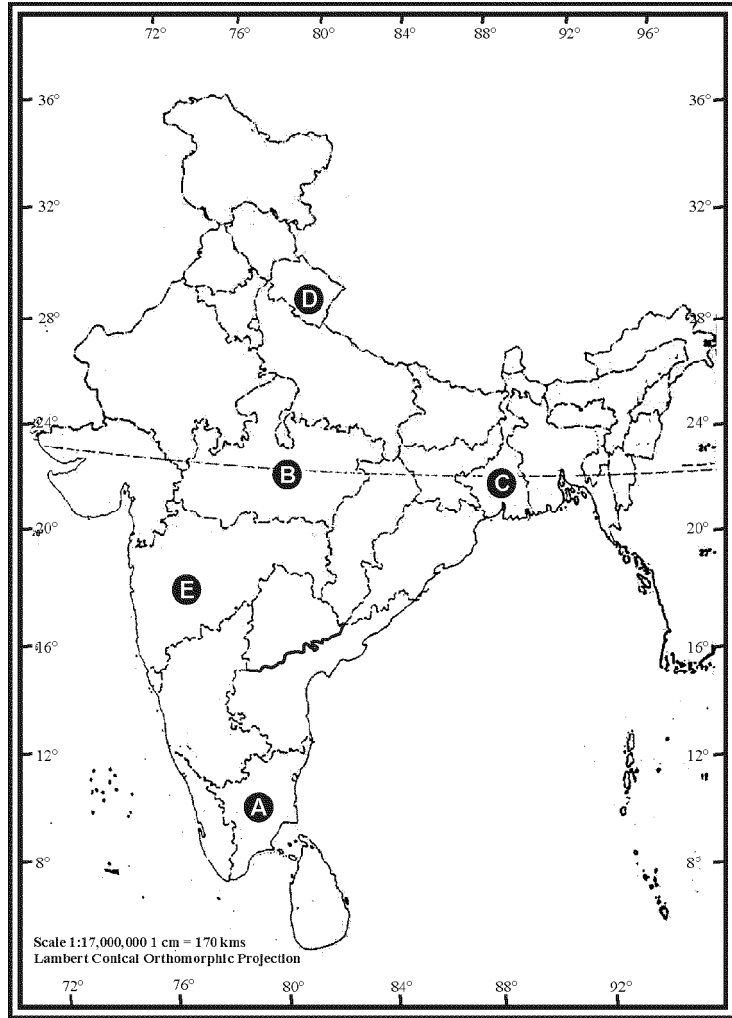 72° 76° 80° 84° 88° 92° 96°
36° 36°
32° 32°
D
28° 28°
24° 24°
B
C
20° 20°
E
16° 16°
12° 12°
A
8° 8°
Scale 1:17,000,000 1 cm = 170 kms
Lambert Conical Orthomorphic Projection
72° 76° 80° 84° 88° 92°